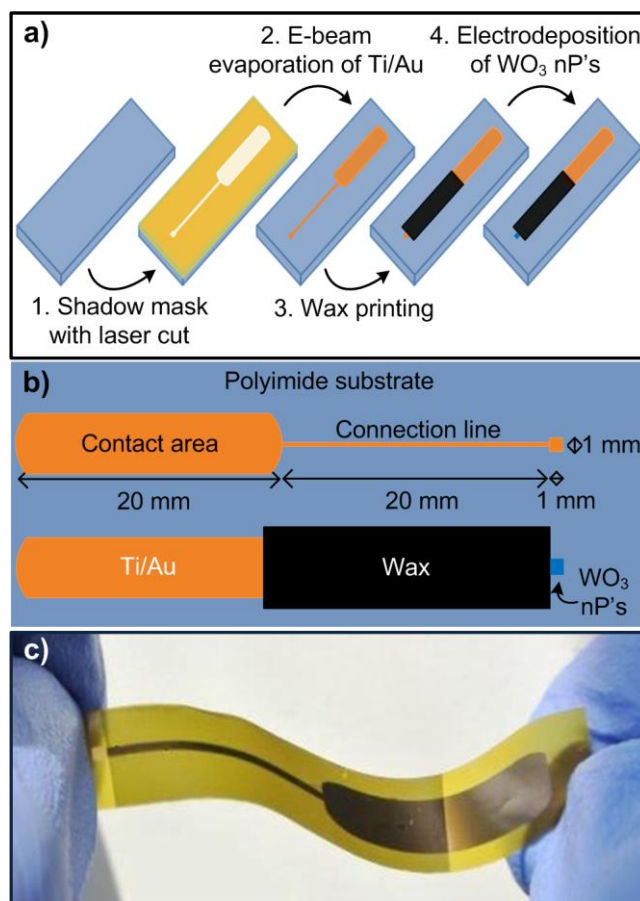 a)
2. E-beam
evaporation of Ti/Au
4. Electrodeposition
of WO₃ nP's
1. Shadow mask
with laser cut
3. Wax printing
b)
Polyimide substrate
Contact area
Connection line
1 mm
20 mm
20 mm
1 mm
Ti/Au
Wax
WO₃
nP's
c)